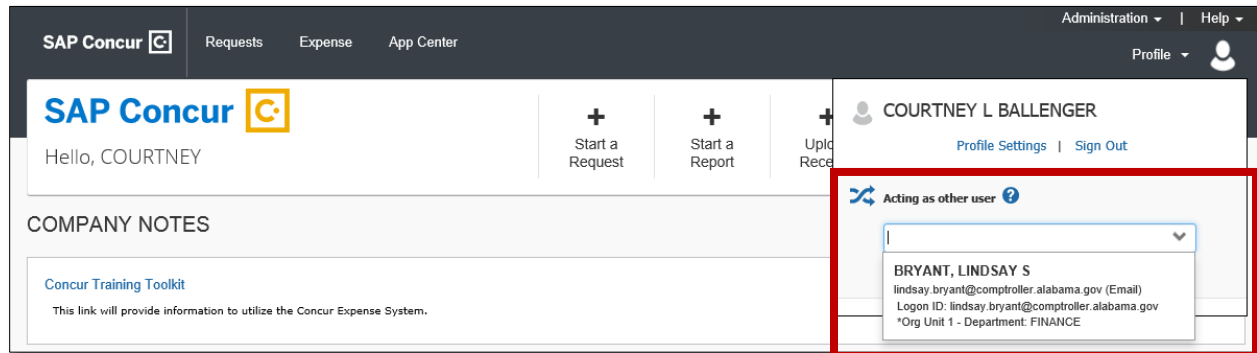 Administration | Help
SAP Concur C Requests Expense App Center
Profile
SAP Concur C
Hello, COURTNEY
+
Start a
Request
+
Start a
Report
+
COURTNEY L BALLENGER
Profile Settings | Sign Out
Acting as other user ?
BRYANT, LINDSAY S
lindsay.bryant@comptroller.alabama.gov (Email)
Logon ID: lindsay.bryant@comptroller.alabama.gov
*Org Unit 1 - Department: FINANCE
COMPANY NOTES
Concur Training Toolkit
This link will provide information to utilize the Concur Expense System.